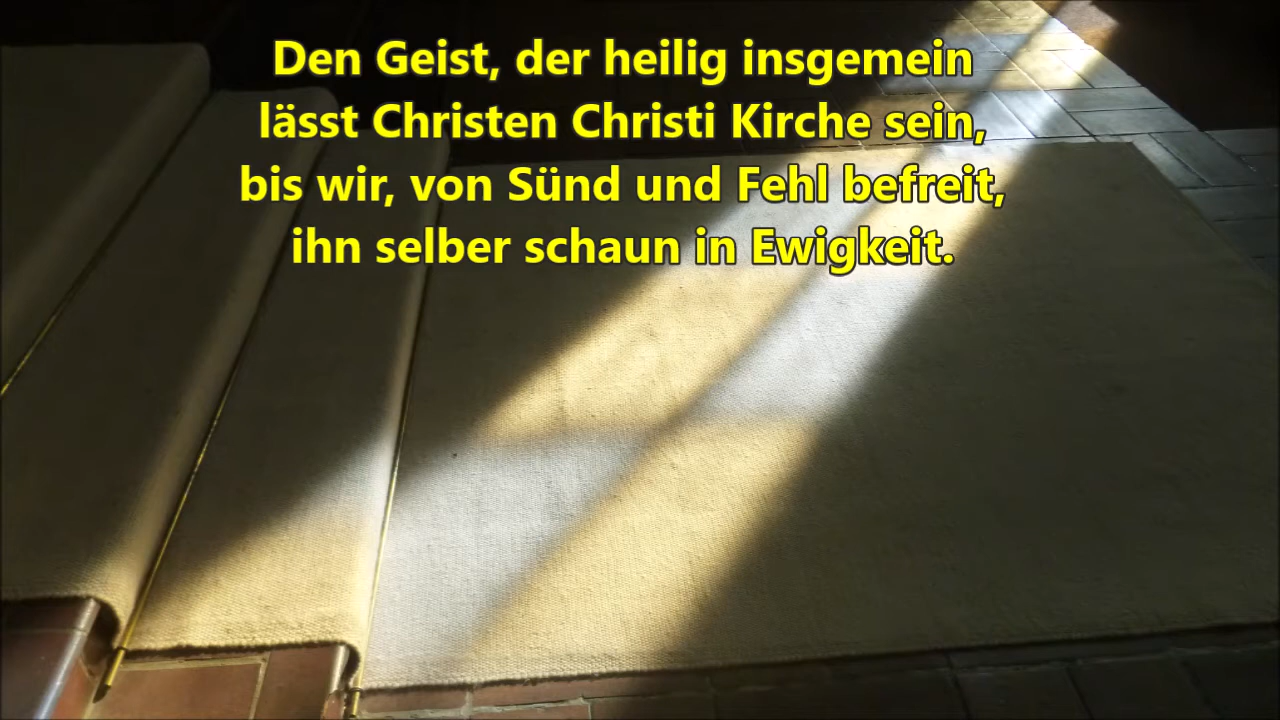 Den Geist, der heilig insgemein
lässt Christen Christi Kirche sein,
bis wir, von Sünd und Fehl befreit,
ihn selber schaun in Ewigkeit.